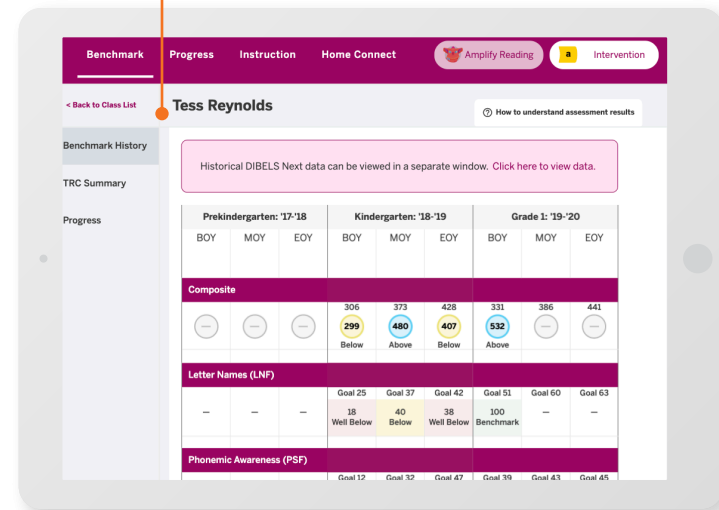 Benchmark Progress Instruction Home Connect Amplify Reading a Intervention
< Back to Class List Tess Reynolds ? How to understand assessment results
Benchmark History
Historical DIBELS Next data can be viewed in a separate window. Click here to view data.
TRC Summary
Progress Prekindergarten: '17-'18 Kindergarten: '18-'19 Grade 1: '19-'20
BOY MOY EOY BOY MOY EOY BOY MOY EOY
Composite
306 373 428 331 386 441
— — — 299 480 407 532 — —
Below Above Below Above
Letter Names (LNF)
Goal 25 Goal 37 Goal 42 Goal 51 Goal 60 Goal 63
– – – 18 40 38 100 – –
Well Below Below Well Below Benchmark
Phonemic Awareness (PSF)
Goal 12 Goal 32 Goal 47 Goal 39 Goal 43 Goal 45